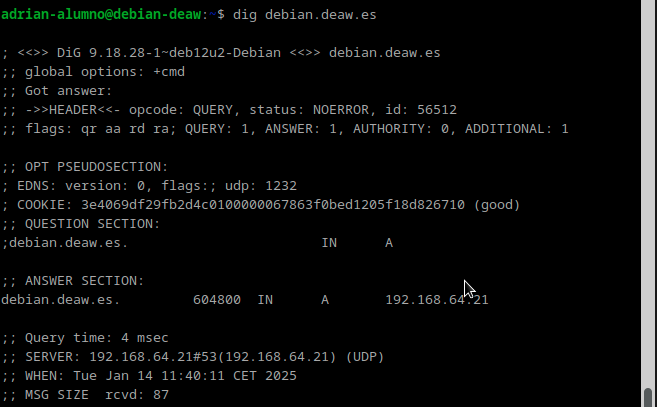 adrian-alumno@debian-deaw:~$ dig debian.deaw.es
; <<>> DiG 9.18.28-1~deb12u2-Debian <<>> debian.deaw.es
;; global options: +cmd
;; Got answer:
;; ->>HEADER<<- opcode: QUERY, status: NOERROR, id: 56512
;; flags: qr aa rd ra; QUERY: 1, ANSWER: 1, AUTHORITY: 0, ADDITIONAL: 1
;; OPT PSEUDOSECTION:
; EDNS: version: 0, flags:; udp: 1232
; COOKIE: 3e4069df29fb2d4c0100000067863f0bed1205f18d826710 (good)
;; QUESTION SECTION:
;debian.deaw.es. IN A
;; ANSWER SECTION:
debian.deaw.es. 604800 IN A 192.168.64.21
;; Query time: 4 msec
;; SERVER: 192.168.64.21#53(192.168.64.21) (UDP)
;; WHEN: Tue Jan 14 11:40:11 CET 2025
;; MSG SIZE rcvd: 87